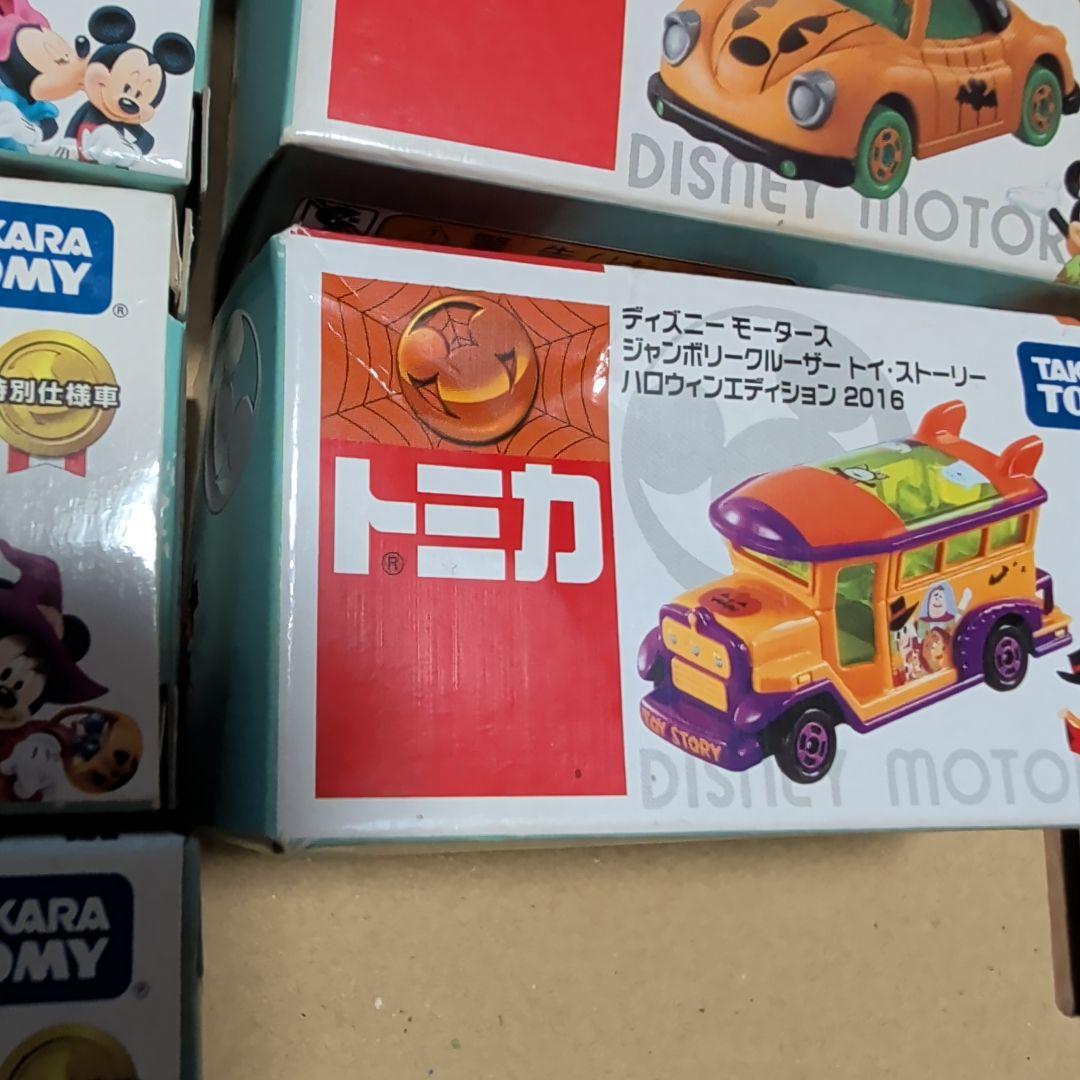 DISNEY MOTOR
KARA
OMY
®
特別仕様車
ディズニー モータース
ジャンボリークルーザー トイ・ストーリー
ハロウィンエディション 2016
TAK
TO
トミカ
®
TOY STORY
DISNEY MOTO
KARA
OMY
®